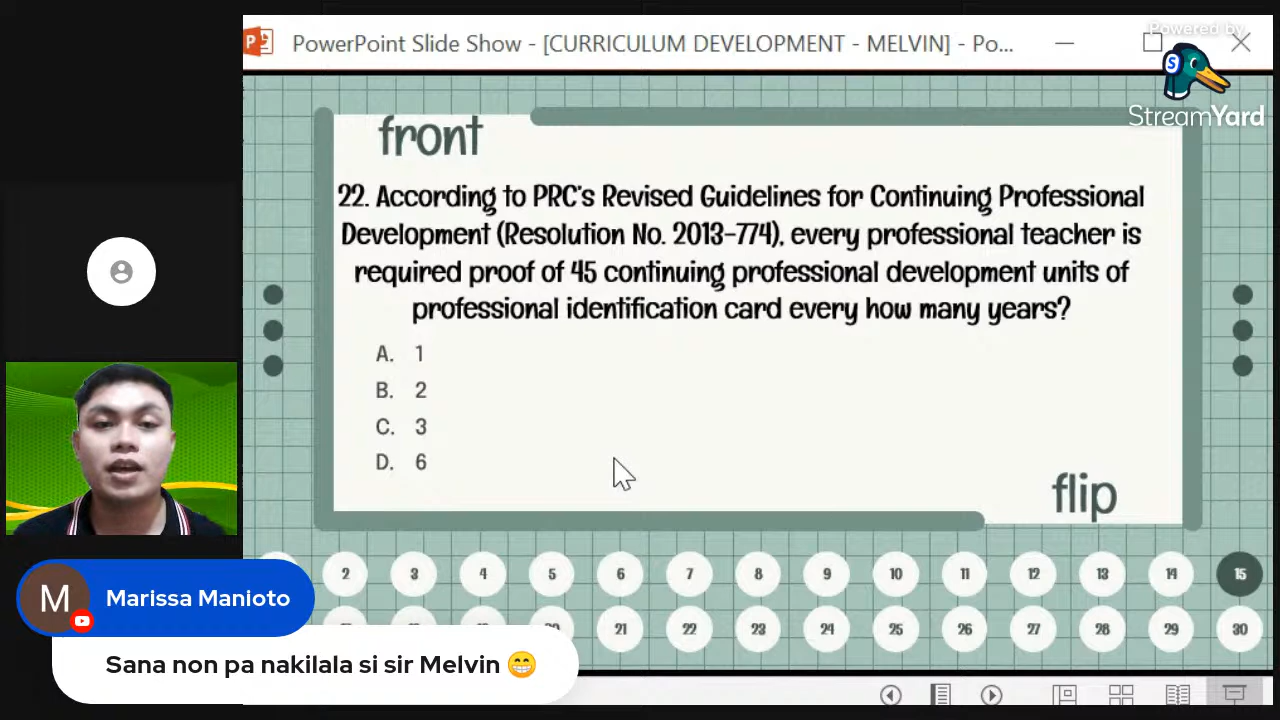 PowerPoint Slide Show - [CURRICULUM DEVELOPMENT - MELVIN] - Po...
Powered by
StreamYard
front
22. According to PRC's Revised Guidelines for Continuing Professional
Development (Resolution No. 2013-774), every professional teacher is
required proof of 45 continuing professional development units of
professional identification card every how many years?
A. 1
B. 2
C. 3
D. 6
flip
2 3 4 5 6 7 8 9 10 11 12 13 14 15
21 22 23 24 25 26 27 28 29 30
M
Marissa Manioto
Sana non pa nakilala si sir Melvin 😁